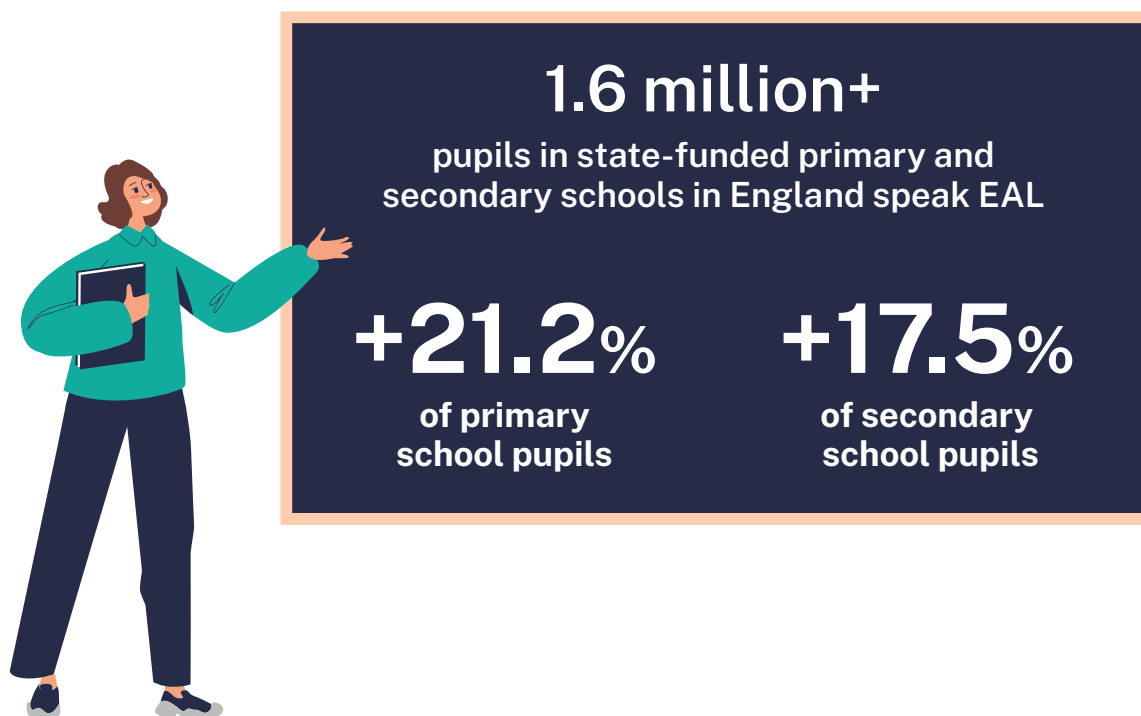 1.6 million+
pupils in state-funded primary and
secondary schools in England speak EAL
+21.2%
of primary
school pupils
+17.5%
of secondary
school pupils